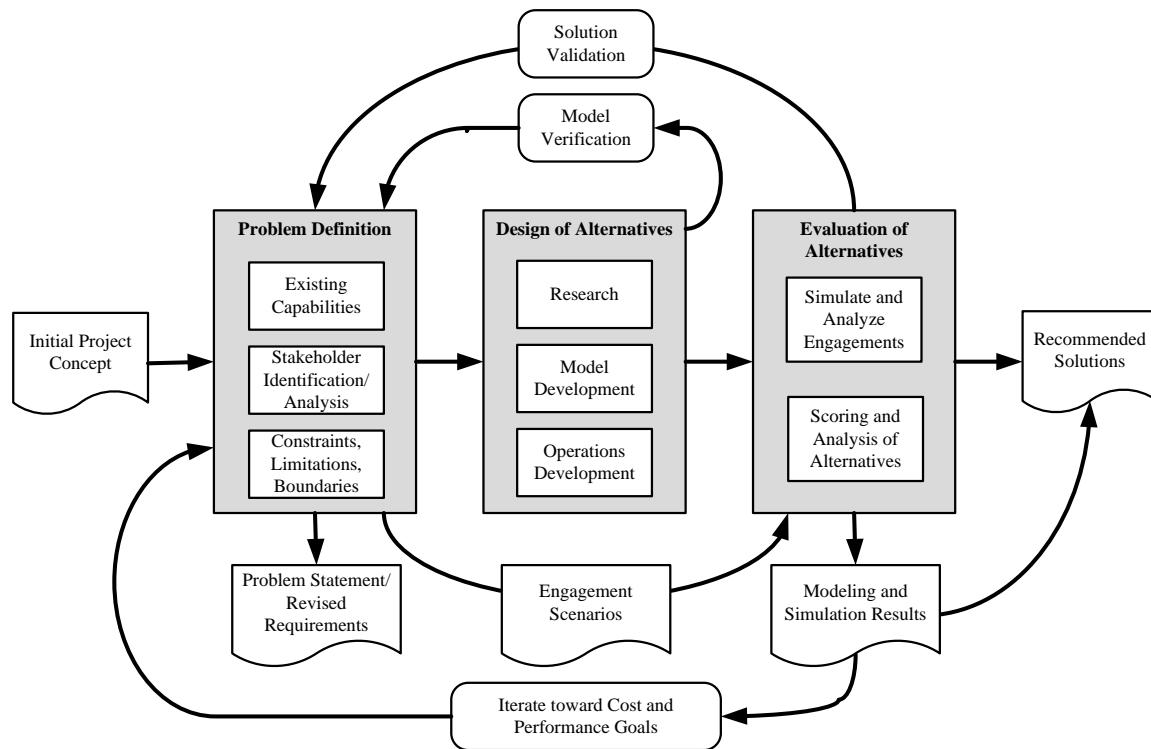 Solution
Validation
Model
Verification
Problem Definition
Existing
Capabilities
Stakeholder
Identification/
Analysis
Constraints,
Limitations,
Boundaries
Design of Alternatives
Research
Model
Development
Operations
Development
Evaluation of
Alternatives
Simulate and
Analyze
Engagements
Scoring and
Analysis of
Alternatives
Initial Project
Concept
Recommended
Solutions
Problem Statement/
Revised
Requirements
Engagement
Scenarios
Modeling and
Simulation Results
Iterate toward Cost and
Performance Goals